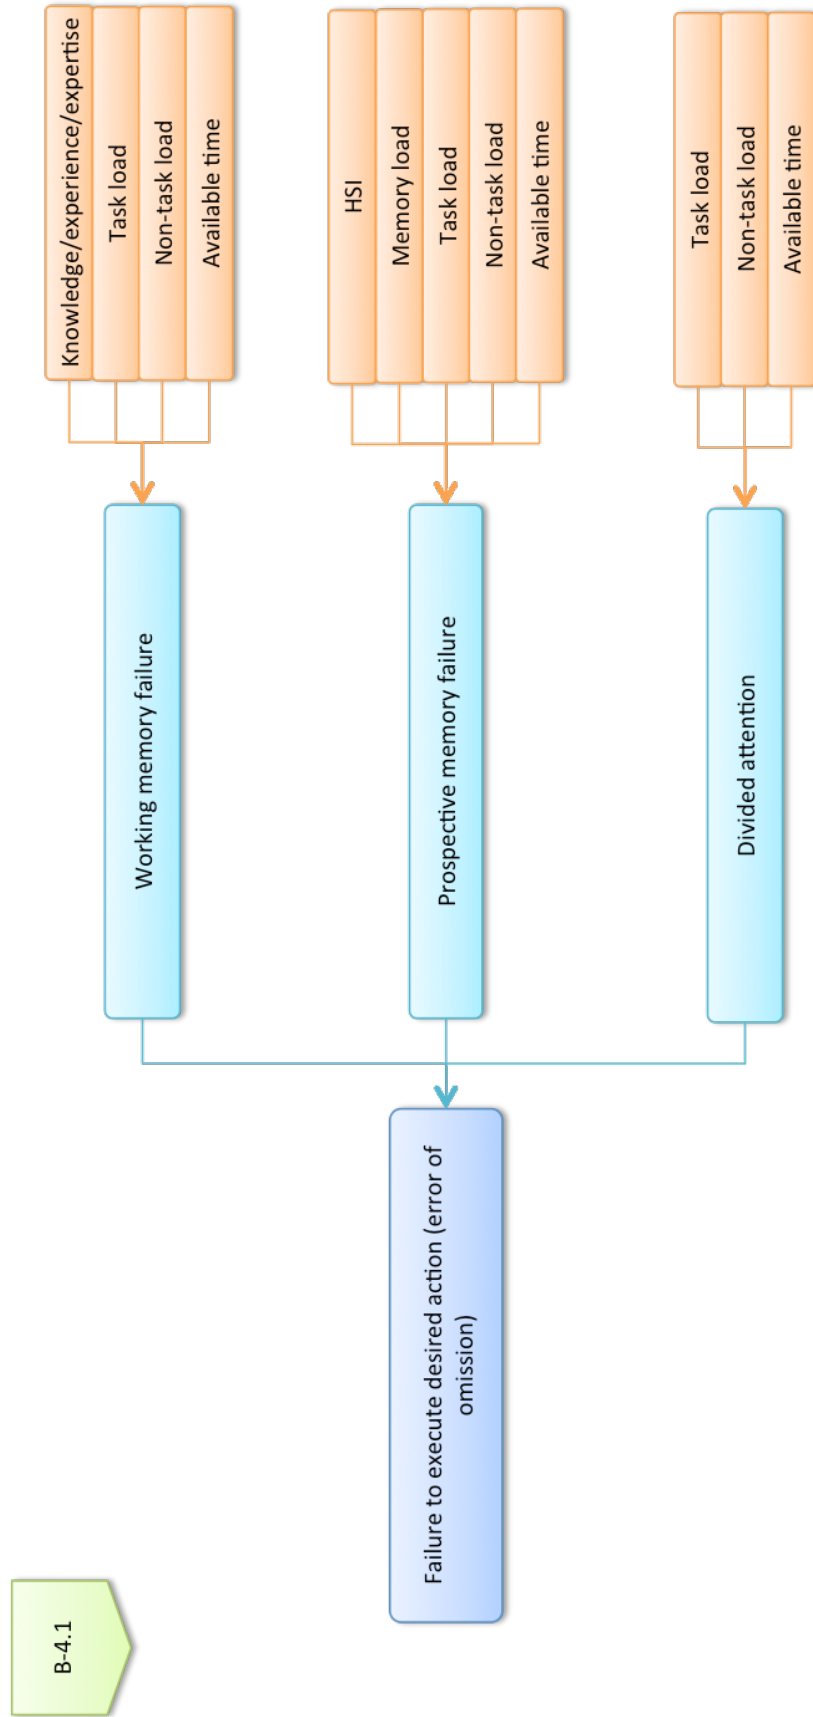 B-4.1
Failure to execute desired action (error of
omission)
Working memory failure
Knowledge/experience/expertise
Task load
Non-task load
Available time
Prospective memory failure
HSI
Memory load
Task load
Non-task load
Available time
Divided attention
Task load
Non-task load
Available time